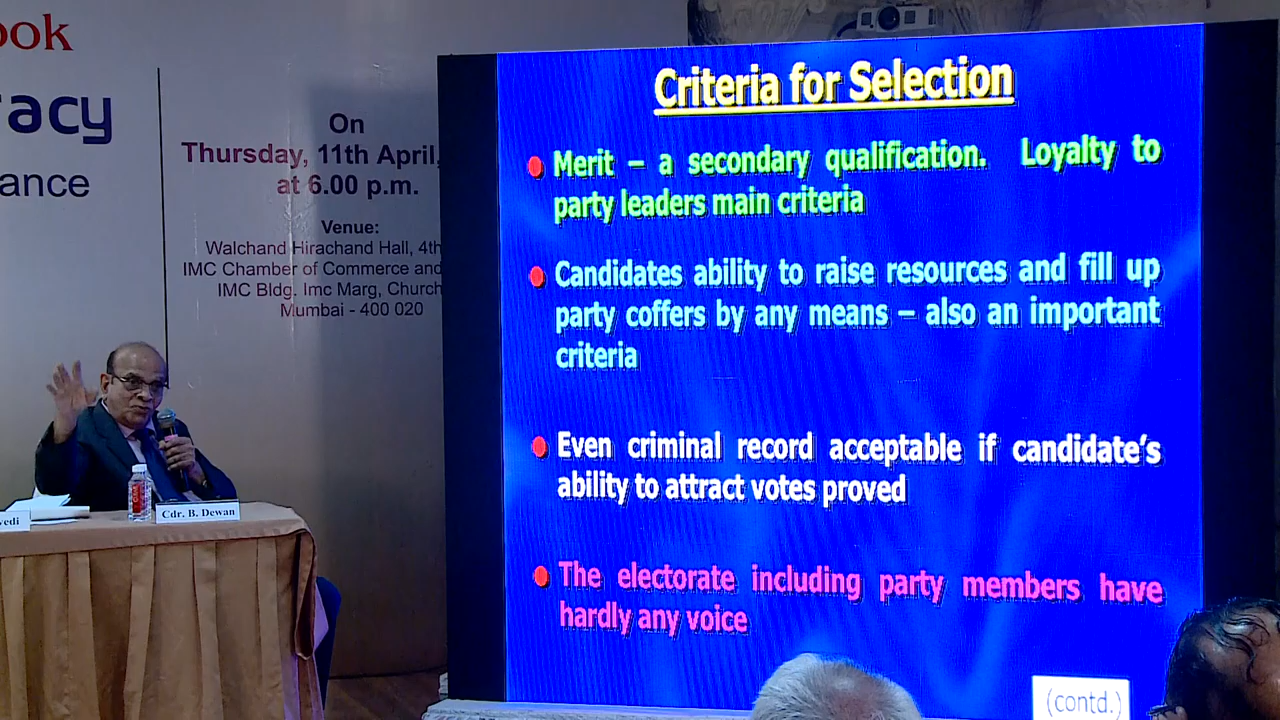 ook
acy
ance
On
Thursday, 11th April,
at 6.00 p.m.
Venue:
Walchand Hirachand Hall, 4th
IMC Chamber of Commerce and
IMC Bldg. Imc Marg, Church
Mumbai - 400 020
vedi
Cdr. B. Dewan
Criteria for Selection
Merit – a secondary qualification. Loyalty to
party leaders main criteria
Candidates ability to raise resources and fill up
party coffers by any means – also an important
criteria
Even criminal record acceptable if candidate's
ability to attract votes proved
The electorate including party members have
hardly any voice
(contd.)